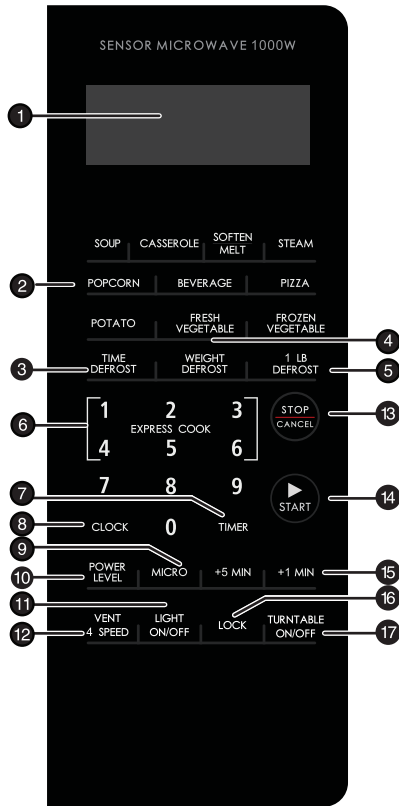 SENSOR MICROWAVE 1000W
1
SOUP CASSEROLE SOFTEN MELT STEAM
2 POPCORN BEVERAGE PIZZA
POTATO FRESH VEGETABLE FROZEN VEGETABLE
4
3 TIME DEFROST WEIGHT DEFROST 1 LB DEFROST 5
6 1 2 3 STOP CANCEL 13
EXPRESS COOK
4 5 6
7 7 8 9 START 14
8 CLOCK 0 TIMER
9
10 POWER LEVEL MICRO +5 MIN +1 MIN 15
11 16
12 VENT 4 SPEED LIGHT ON/OFF LOCK TURNTABLE ON/OFF 17